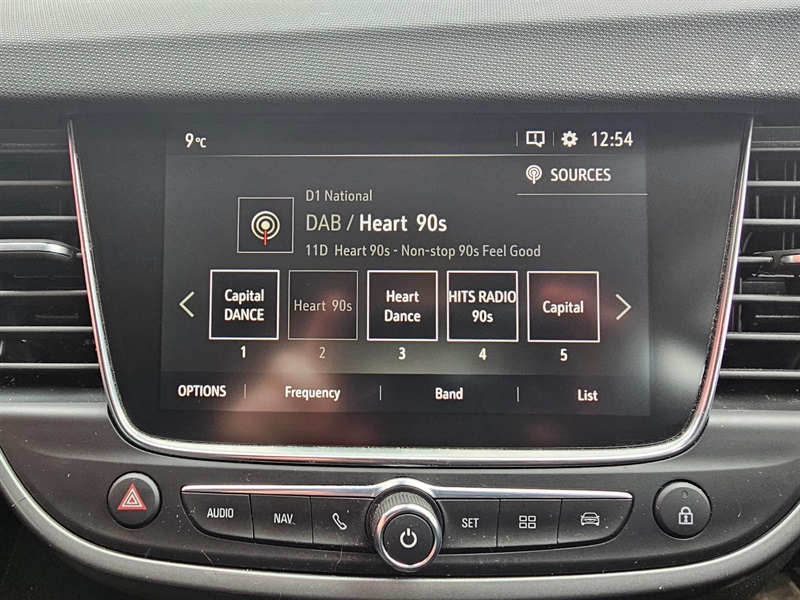 9°C
12:54
SOURCES
D1 National
DAB / Heart 90s
11D Heart 90s - Non-stop 90s Feel Good
Capital
DANCE
Heart 90s
Heart
Dance
HITS RADIO
90s
Capital
1 2 3 4 5
OPTIONS Frequency Band List
AUDIO NAV SET